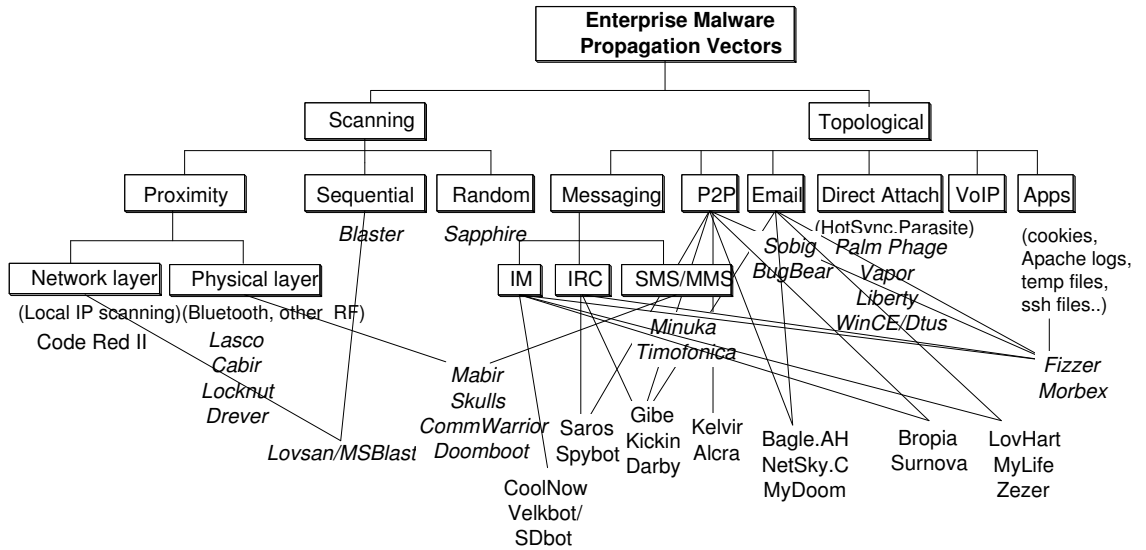 Enterprise Malware
Propagation Vectors
Scanning
Topological
Proximity
Sequential
Random
Messaging
P2P
Email
Direct Attach
VoIP
Apps
(HotSync.Parasite)
Blaster
Sapphire
Sobig
BugBear
Palm Phage
Vapor
Liberty
WinCE/Dtus
(cookies,
Apache logs,
temp files,
ssh files..)
Network layer
Physical layer
IM
IRC
SMS/MMS
(Local IP scanning)
(Bluetooth, other RF)
Code Red II
Lasco
Cabir
Locknut
Drever
Minuka
Timofonica
Fizzer
Morbex
Mabir
Skulls
CommWarrior
Doomboot
Lovsan/MSBlast
Saros
Spybot
Gibe
Kickin
Darby
Kelvir
Alcra
Bagle.AH
NetSky.C
MyDoom
Bropia
Surnova
LovHart
MyLife
Zezer
CoolNow
Velkbot/
SDbot